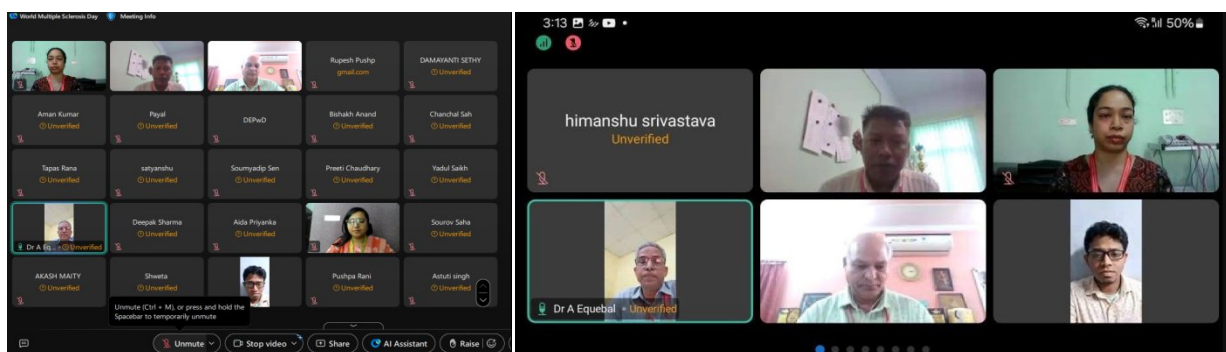 World Multiple Sclerosis Day Meeting Info
Rupesh Pushp
gmail.com
DAMAYANTI SETHY
Unverified
Aman Kumar
Unverified
Payal
Unverified
DEPwD
Bishakh Anand
Unverified
Chanchal Sah
Unverified
Tapas Rana
Unverified
satyanshu
Unverified
Soumyadip Sen
Unverified
Preeti Chaudhary
Unverified
Yadul Saikh
Unverified
Dr A Eq... Unverified
Deepak Sharma
Unverified
Aida Priyanka
Unverified
Sourov Saha
Unverified
AKASH MAITY
Unverified
Shweta
Unverified
Pushpa Rani
Unverified
Astuti singh
Unverified
Unmute (Ctrl + M), or press and hold the
Spacebar to temporarily unmute
Unmute Stop video Share AI Assistant Raise
3:13 50%
himanshu srivastava
Unverified
Dr A Equebal • Unverified